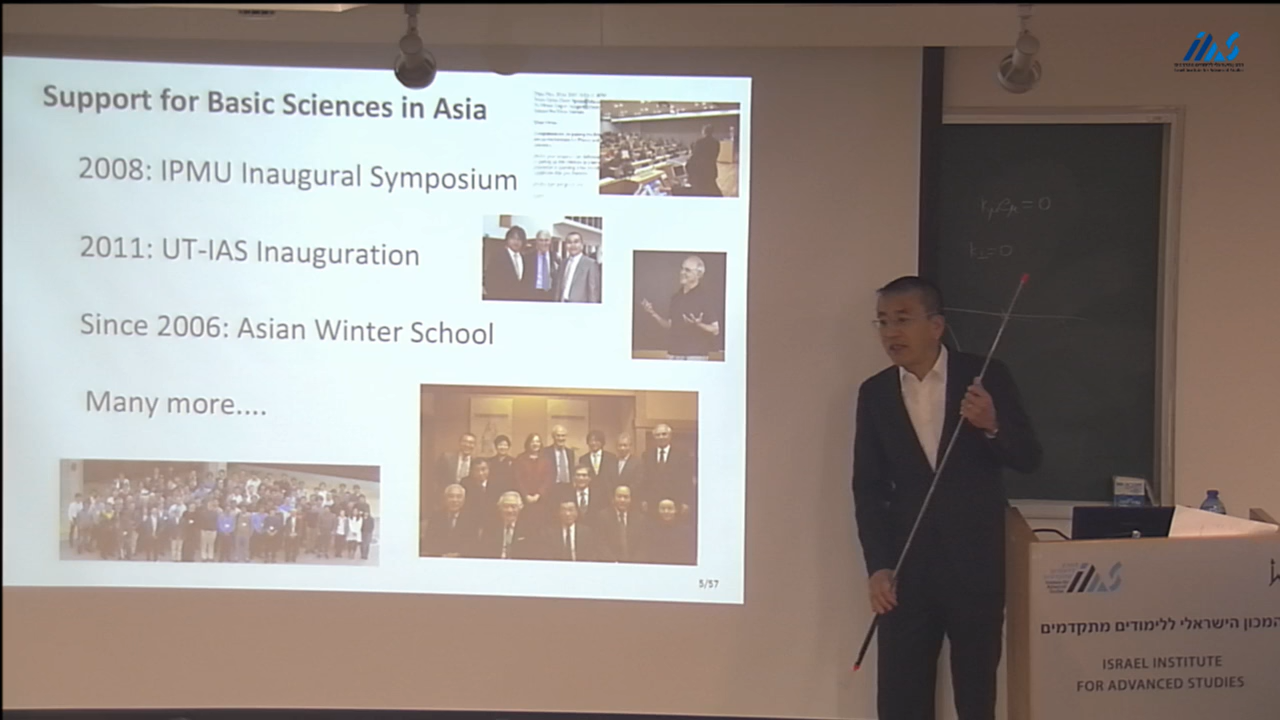 Support for Basic Sciences in Asia
2008: IPMU Inaugural Symposium
2011: UT-IAS Inauguration
Since 2006: Asian Winter School
Many more....
5/57
k⊥=0
המכון הישראלי ללימודים מתקדמים
ISRAEL INSTITUTE
FOR ADVANCED STUDIES